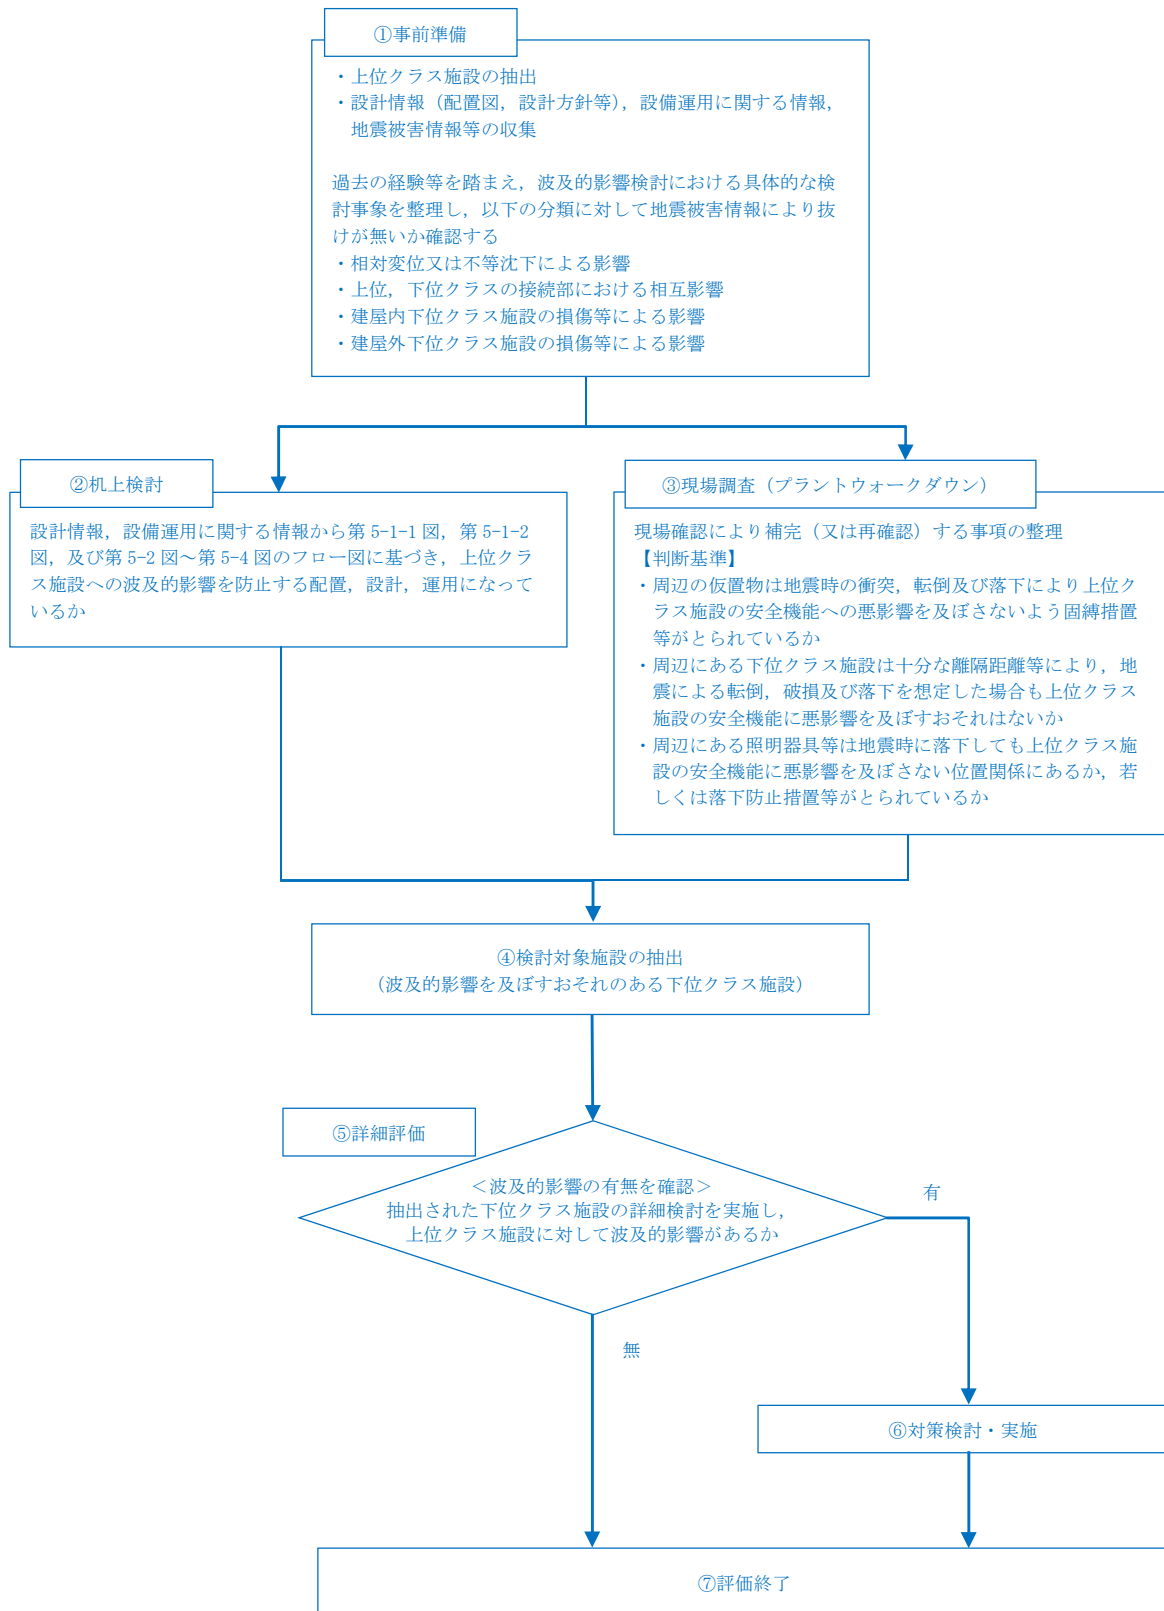 ①事前準備
・上位クラス施設の抽出
・設計情報（配置図，設計方針等），設備運用に関する情報，
地震被害情報等の収集
過去の経験等を踏まえ，波及的影響検討における具体的な検
討事象を整理し，以下の分類に対して地震被害情報により抜
けが無いか確認する
・相対変位又は不等沈下による影響
・上位，下位クラスの接続部における相互影響
・建屋内下位クラス施設の損傷等による影響
・建屋外下位クラス施設の損傷等による影響
②机上検討
設計情報，設備運用に関する情報から第 5-1-1 図，第 5-1-2
図，及び第 5-2 図～第 5-4 図のフロー図に基づき，上位クラ
ス施設への波及的影響を防止する配置，設計，運用になって
いるか
③現場調査（プラントウォークダウン）
現場確認により補完（又は再確認）する事項の整理
【判断基準】
・周辺の仮置物は地震時の衝突，転倒及び落下により上位ク
ラス施設の安全機能への悪影響を及ぼさないよう固縛措置
等がとられているか
・周辺にある下位クラス施設は十分な離隔距離等により，地
震による転倒，破損及び落下を想定した場合も上位クラス
施設の安全機能に悪影響を及ぼすおそれはないか
・周辺にある照明器具等は地震時に落下しても上位クラス施
設の安全機能に悪影響を及ぼさない位置関係にあるか，若
しくは落下防止措置等がとられているか
④検討対象施設の抽出
（波及的影響を及ぼすおそれのある下位クラス施設）
⑤詳細評価
＜波及的影響の有無を確認＞
抽出された下位クラス施設の詳細検討を実施し，
上位クラス施設に対して波及的影響があるか
有
無
⑥対策検討・実施
⑦評価終了